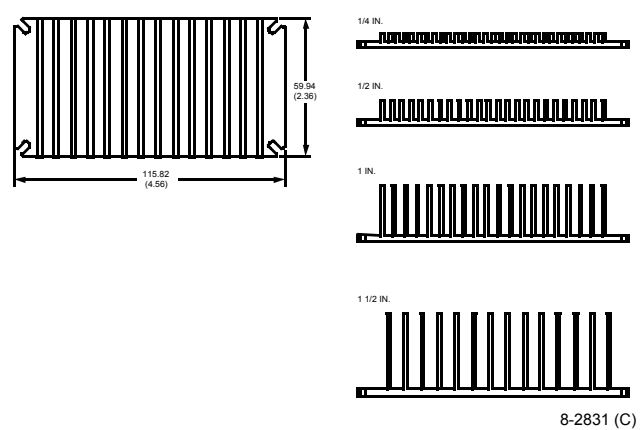 1/4 IN.
1/2 IN.
59.94
(2.36)
115.82
(4.56)
1 IN.
1 1/2 IN.
8-2831 (C)